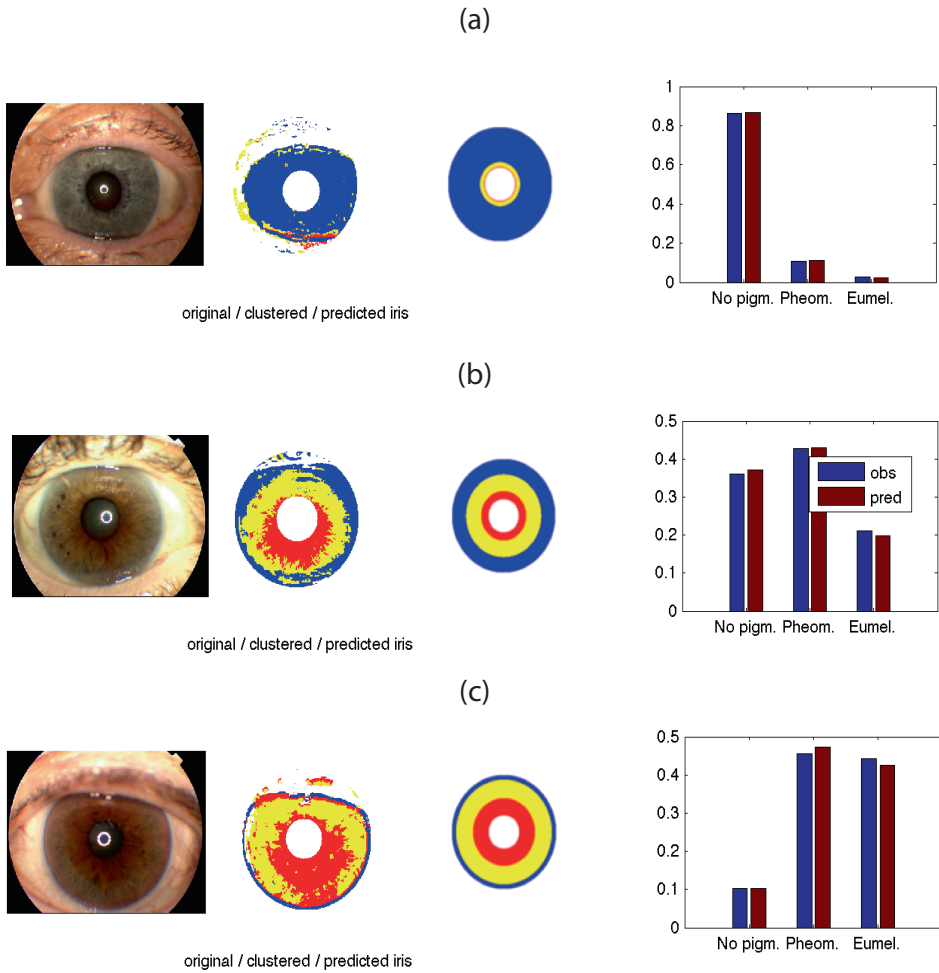 (a)
1
0.8
0.6
0.4
0.2
0
No pigm. Pheom. Eumel.
original / clustered / predicted iris
(b)
0.5
0.4
0.3
0.2
0.1
0
obs
pred
No pigm. Pheom. Eumel.
original / clustered / predicted iris
(c)
0.5
0.4
0.3
0.2
0.1
0
No pigm. Pheom. Eumel.
original / clustered / predicted iris